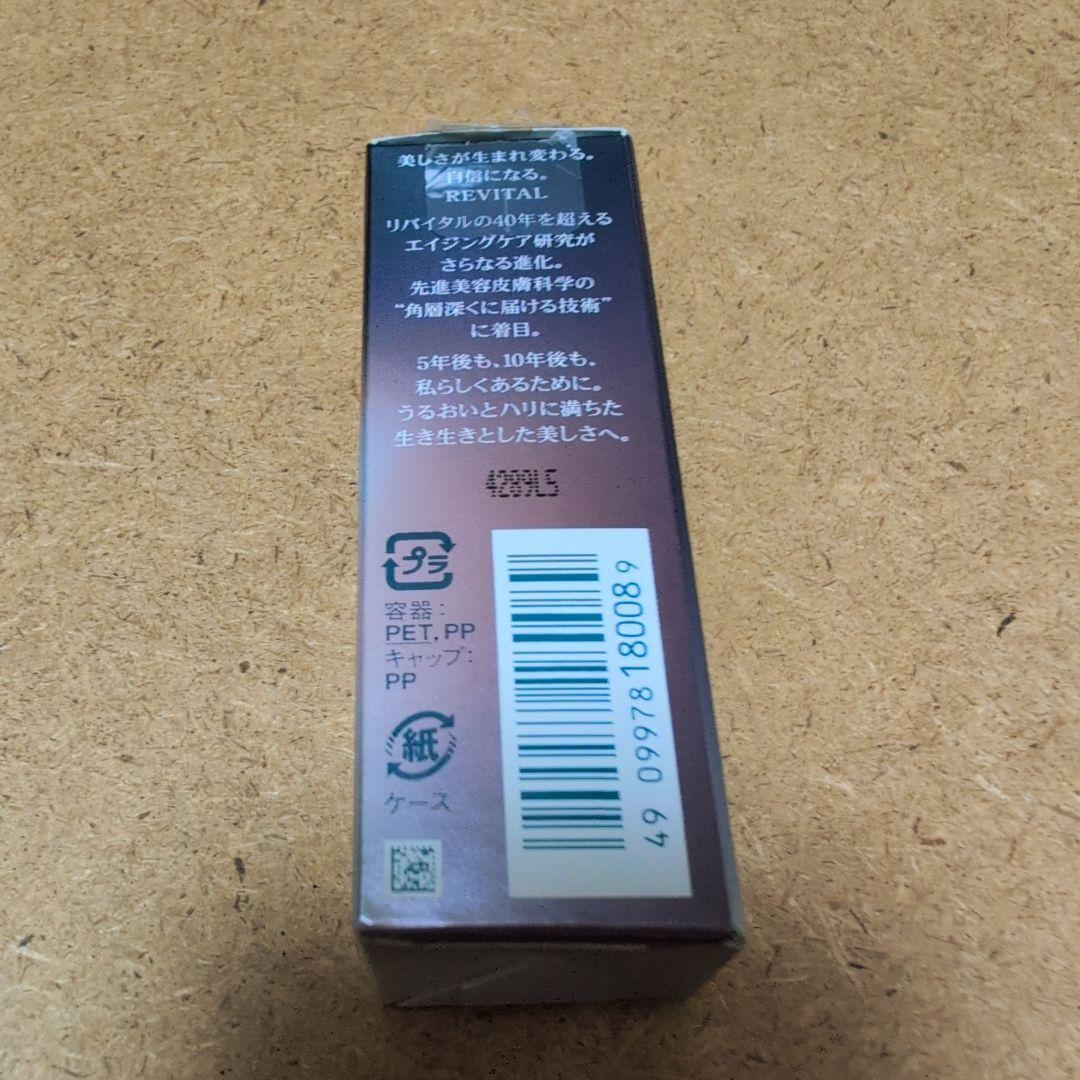 美しさが生まれ変わる。
自信になる。
REVITAL
リバイタルの40年を超える
エイジングケア研究が
さらなる進化。
先進美容皮膚科学の
“角層深くに届ける技術”
に着目。
5年後も、10年後も。
私らしくあるために。
うるおいとハリに満ちた
生き生きとした美しさへ。
4289L5
プラ
容器:
PET, PP
キャップ:
PP
紙
ケース
4909978180089